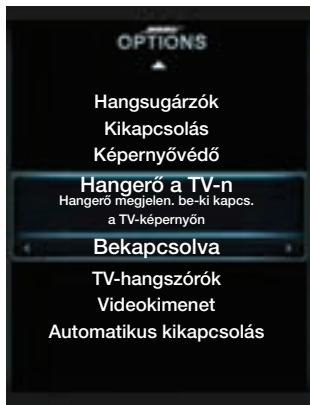 OPTIONS
Hangsugárzók
Kikapcsolás
Képernyővédő
Hangerő a TV-n
Hangerő megjelen. be-ki kapcs.
a TV-képernyőn
Bekapcsolva
TV-hangszórók
Videokimenet
Automatikus kikapcsolás